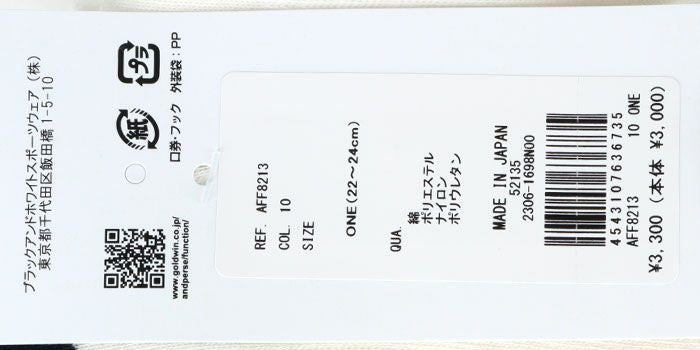 ブラックアンドホワイトスポーツウェア（株）
東京都千代田区飯田橋 1-5-10
プラ
外装袋：PP
紙
口券・フック
www.goldwin.co.jp/
andperse/function/
REF. AFF8213
COL. 10
SIZE
ONE(22～24cm)
QUA. 綿
ポリエステル
ナイロン
ポリウレタン
MADE IN JAPAN
52135
2306-1698N00
4543107636735
AFF8213 10 ONE
¥3,300 (本体 ¥3,000)